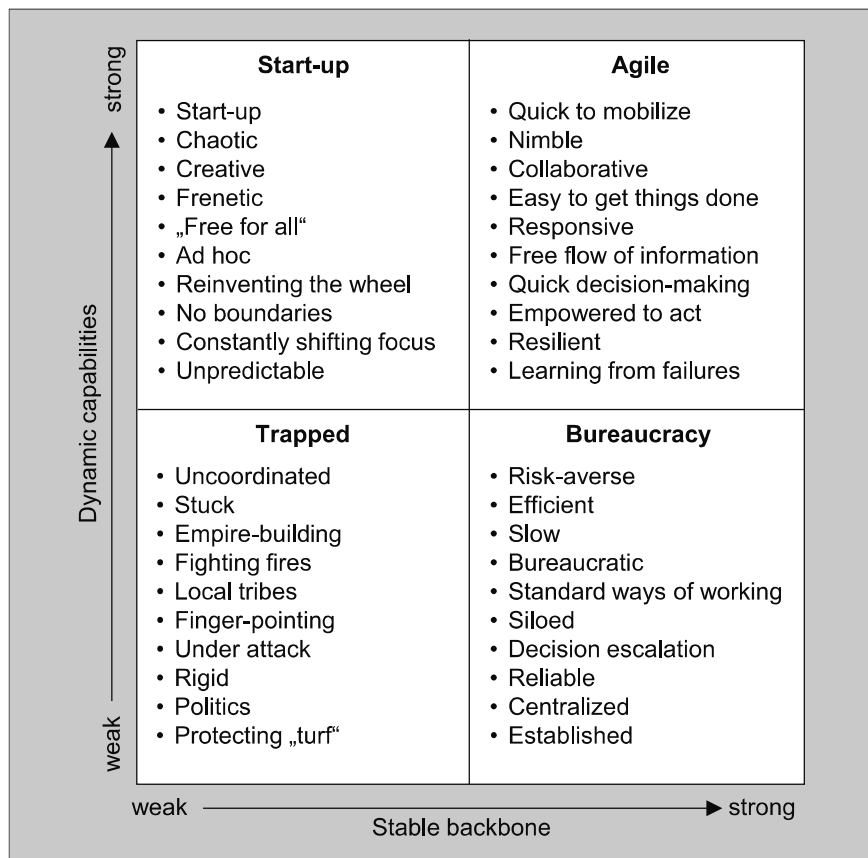 strong
Dynamic capabilities
weak
Start-up
• Start-up
• Chaotic
• Creative
• Frenetic
• „Free for all“
• Ad hoc
• Reinventing the wheel
• No boundaries
• Constantly shifting focus
• Unpredictable
Agile
• Quick to mobilize
• Nimble
• Collaborative
• Easy to get things done
• Responsive
• Free flow of information
• Quick decision-making
• Empowered to act
• Resilient
• Learning from failures
Trapped
• Uncoordinated
• Stuck
• Empire-building
• Fighting fires
• Local tribes
• Finger-pointing
• Under attack
• Rigid
• Politics
• Protecting „turf“
Bureaucracy
• Risk-averse
• Efficient
• Slow
• Bureaucratic
• Standard ways of working
• Siloed
• Decision escalation
• Reliable
• Centralized
• Established
weak
Stable backbone
strong